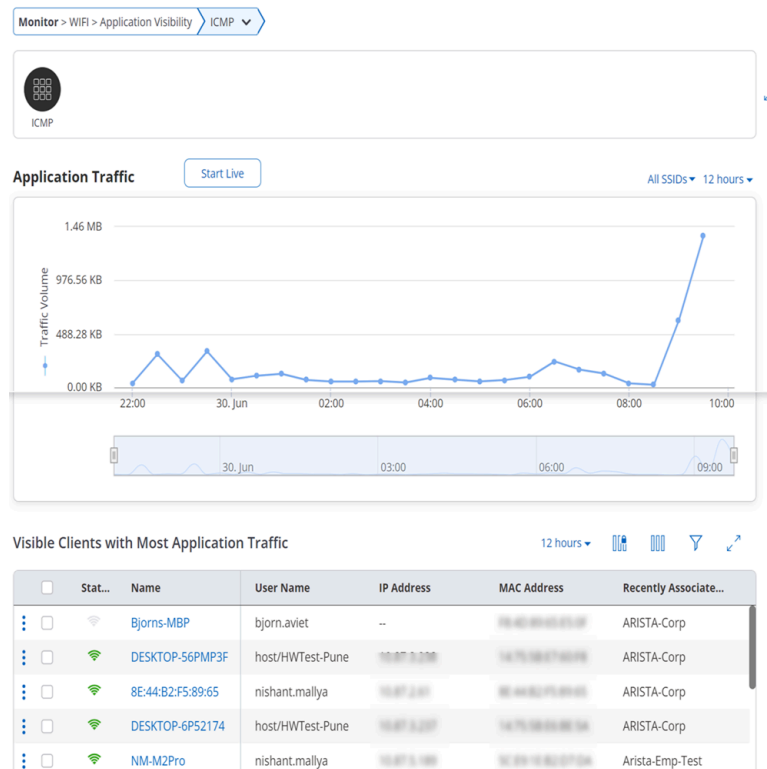 Monitor > WIFI > Application Visibility ICMP
ICMP
Application Traffic Start Live All SSIDs 12 hours
Traffic Volume
1.46 MB
976.56 KB
488.28 KB
0.00 KB
22:00 30. Jun 02:00 04:00 06:00 08:00 10:00
30. Jun 03:00 06:00 09:00
Visible Clients with Most Application Traffic 12 hours
Stat... Name User Name IP Address MAC Address Recently Associate...
Bjorns-MBP bjorn.aviet -- ARISTA-Corp
DESKTOP-56PMP3F host/HWTest-Pune ARISTA-Corp
8E:44:B2:F5:89:65 nishant.mallya ARISTA-Corp
DESKTOP-6P52174 host/HWTest-Pune ARISTA-Corp
NM-M2Pro nishant.mallya Arista-Emp-Test